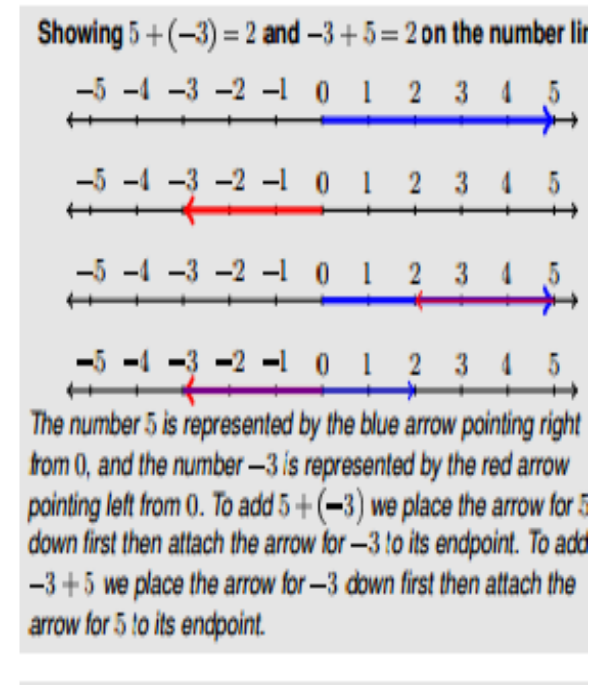 Showing 5+(−3) = 2 and −3+5 = 2 on the number
−5 −4 −3 −2 −1 0 1 2 3 4 5
−5 −4 −3 −2 −1 0 1 2 3 4 5
−5 −4 −3 −2 −1 0 1 2 3 4 5
−5 −4 −3 −2 −1 0 1 2 3 4 5
The number 5 is represented by the blue arrow pointing right
from 0, and the number −3 is represented by the red arrow
pointing left from 0. To add 5+(−3) we place the arrow for 5
down first then attach the arrow for −3 to its endpoint. To add
−3+5 we place the arrow for −3 down first then attach the
arrow for 5 to its endpoint.